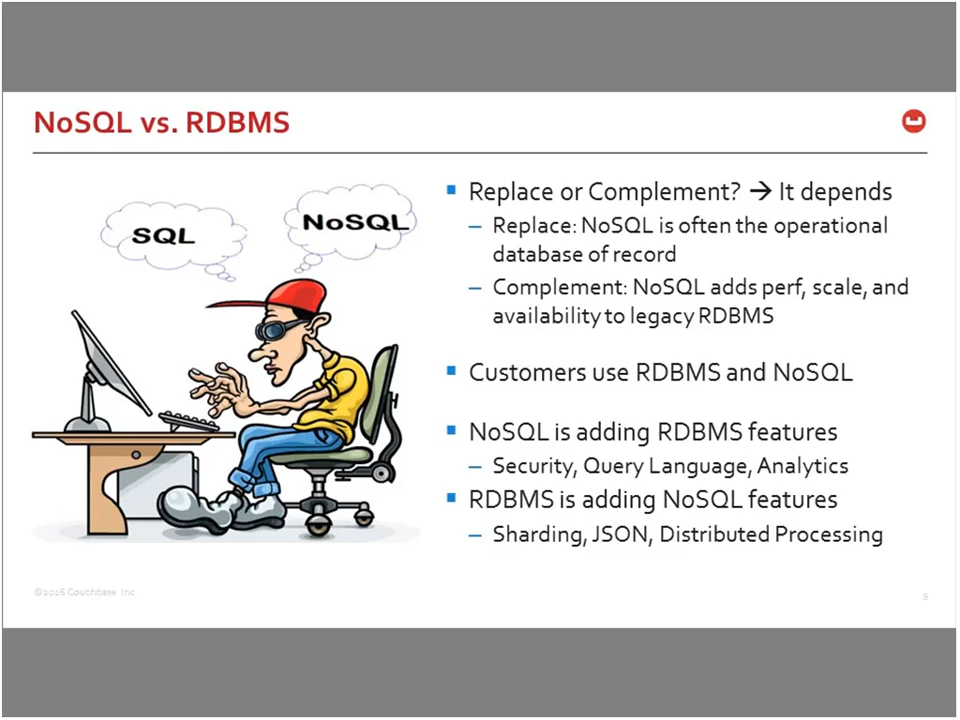 NoSQL vs. RDBMS
SQL
NoSQL
▪ Replace or Complement? → It depends
– Replace: NoSQL is often the operational
database of record
– Complement: NoSQL adds perf, scale, and
availability to legacy RDBMS
▪ Customers use RDBMS and NoSQL
▪ NoSQL is adding RDBMS features
– Security, Query Language, Analytics
▪ RDBMS is adding NoSQL features
– Sharding, JSON, Distributed Processing
©2016 Couchbase Inc
9